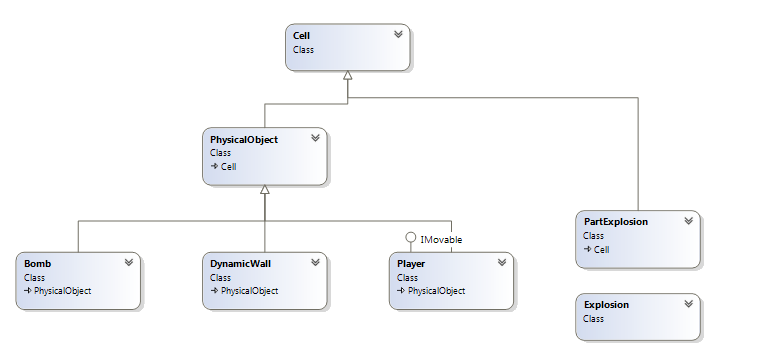 Cell
Class
PhysicalObject
Class
Cell
PartExplosion
Class
Cell
IMovable
Bomb
Class
PhysicalObject
DynamicWall
Class
PhysicalObject
Player
Class
PhysicalObject
Explosion
Class